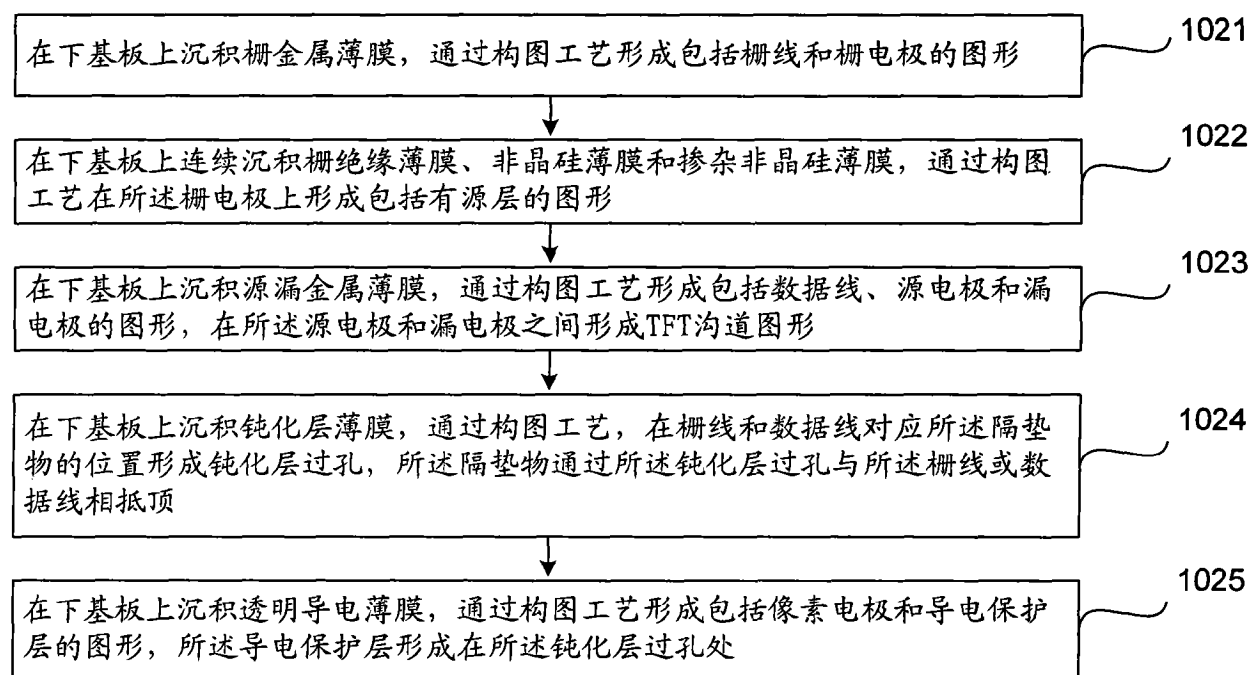 在下基板上沉积栅金属薄膜，通过构图工艺形成包括栅线和栅电极的图形
1021
在下基板上连续沉积栅绝缘薄膜、非晶硅薄膜和掺杂非晶硅薄膜，通过构图
工艺在所述栅电极上形成包括有源层的图形
1022
在下基板上沉积源漏金属薄膜，通过构图工艺形成包括数据线、源电极和漏
电极的图形，在所述源电极和漏电极之间形成TFT沟道图形
1023
在下基板上沉积钝化层薄膜，通过构图工艺，在栅线和数据线对应所述隔垫
物的位置形成钝化层过孔，所述隔垫物通过所述钝化层过孔与所述栅线或数
据线相抵顶
1024
在下基板上沉积透明导电薄膜，通过构图工艺形成包括像素电极和导电保护
层的图形，所述导电保护层形成在所述钝化层过孔处
1025